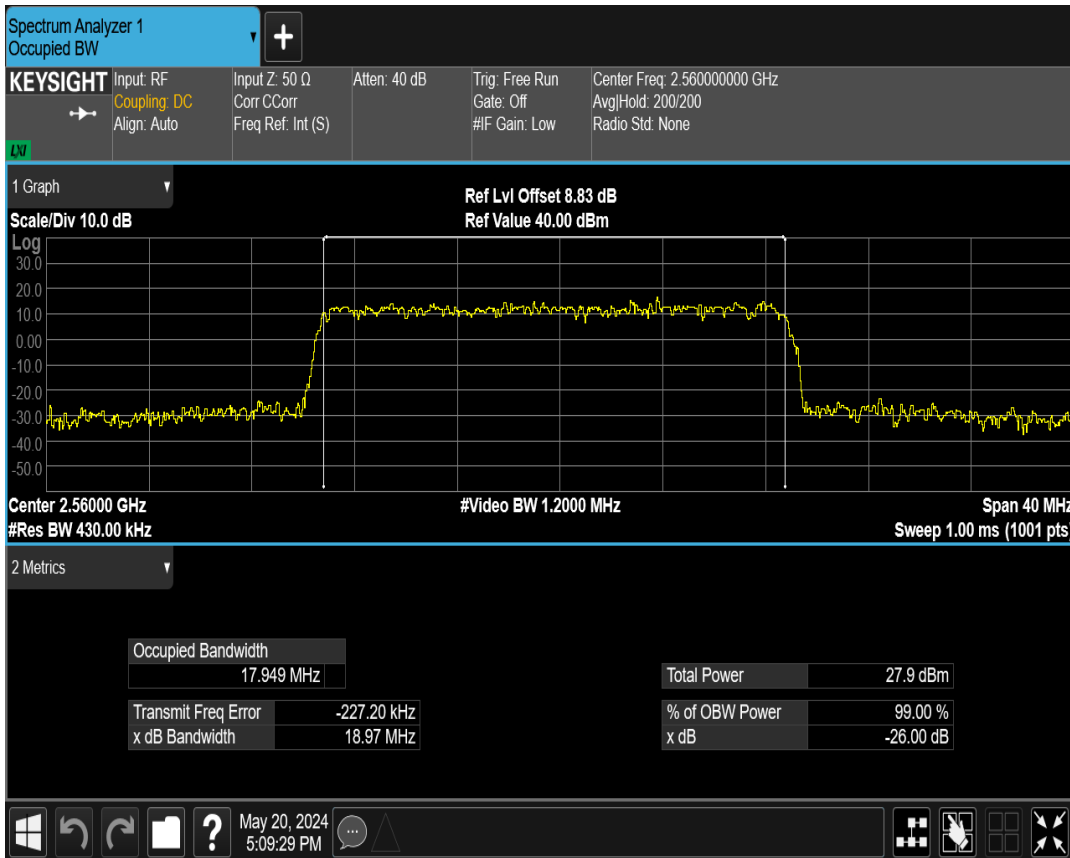 Spectrum Analyzer 1
Occupied BW
KEYSIGHT
LXI
Input: RF
Coupling: DC
Align: Auto
Input Z: 50 Ω
Corr CCorr
Freq Ref: Int (S)
Atten: 40 dB
Trig: Free Run
Gate: Off
#IF Gain: Low
Center Freq: 2.560000000 GHz
Avg|Hold: 200/200
Radio Std: None
1 Graph
Scale/Div 10.0 dB
Ref Lvl Offset 8.83 dB
Ref Value 40.00 dBm
Log
30.0
20.0
10.0
0.00
-10.0
-20.0
-30.0
-40.0
-50.0
Center 2.56000 GHz
#Video BW 1.2000 MHz
Span 40 MHz
#Res BW 430.00 kHz
Sweep 1.00 ms (1001 pts)
2 Metrics
Occupied Bandwidth
17.949 MHz
Total Power 27.9 dBm
Transmit Freq Error -227.20 kHz
% of OBW Power 99.00 %
x dB Bandwidth 18.97 MHz
x dB -26.00 dB
?
May 20, 2024
5:09:29 PM